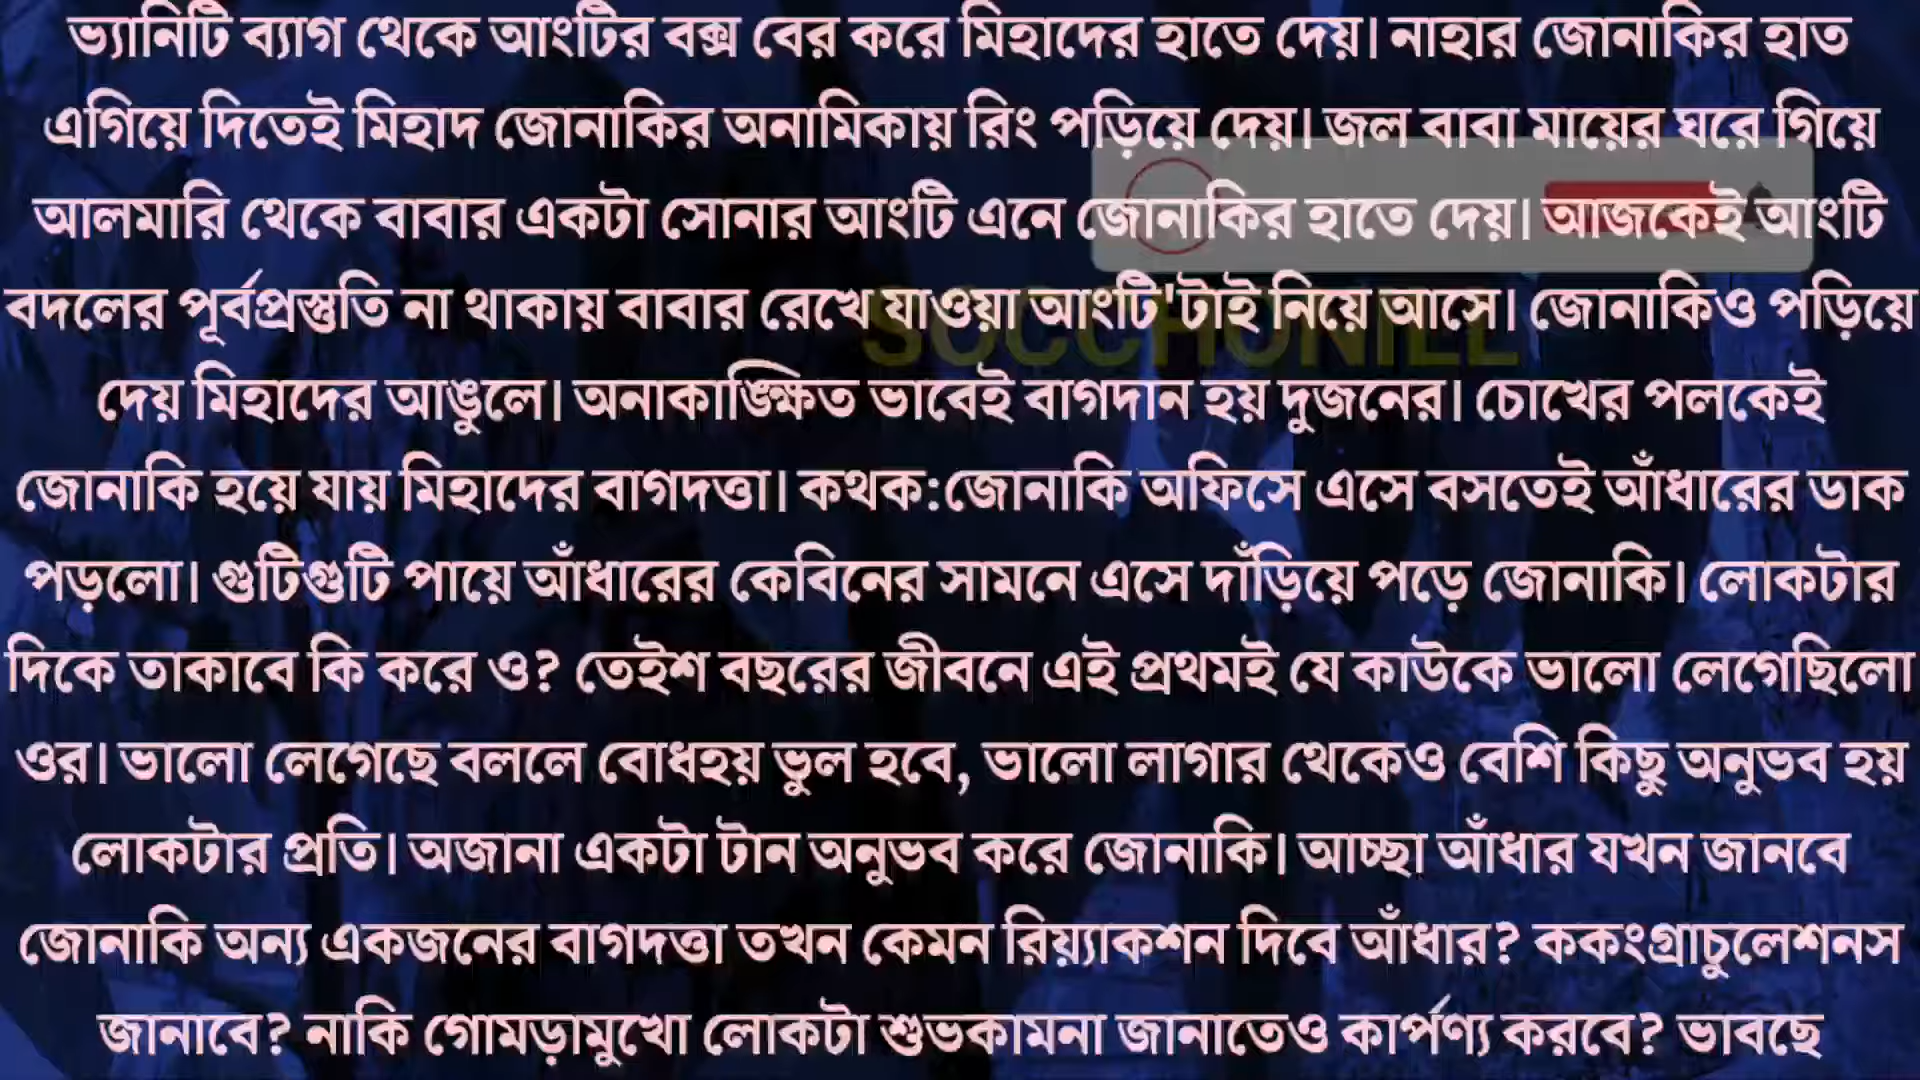 ভ্যানিটি ব্যাগ থেকে আংটির বক্স বের করে মিহাদের হাতে দেয়। নাহার জোনাকির হাত
এগিয়ে দিতেই মিহাদ জোনাকির অনামিকায় রিং পড়িয়ে দেয়। জল বাবা মায়ের ঘরে গিয়ে
আলমারি থেকে বাবার একটা সোনার আংটি এনে জোনাকির হাতে দেয়। আজকেই আংটি
বদলের পূর্বপ্রস্তুতি না থাকায় বাবার রেখে যাওয়া আংটি'টাই নিয়ে আসে। জোনাকিও পড়িয়ে
SOCCHONILL
দেয় মিহাদের আঙুলে। অনাকাঙ্ক্ষিত ভাবেই বাগদান হয় দুজনের। চোখের পলকেই
জোনাকি হয়ে যায় মিহাদের বাগদত্তা। কথক:জোনাকি অফিসে এসে বসতেই আঁধারের ডাক
পড়লো। গুটিগুটি পায়ে আঁধারের কেবিনের সামনে এসে দাঁড়িয়ে পড়ে জোনাকি। লোকটার
দিকে তাকাবে কি করে ও? তেইশ বছরের জীবনে এই প্রথমই যে কাউকে ভালো লেগেছিলো
ওর। ভালো লেগেছে বললে বোধহয় ভুল হবে, ভালো লাগার থেকেও বেশি কিছু অনুভব হয়
লোকটার প্রতি। অজানা একটা টান অনুভব করে জোনাকি। আচ্ছা আঁধার যখন জানবে
জোনাকি অন্য একজনের বাগদত্তা তখন কেমন রিয়্যাকশন দিবে আঁধার? ককংগ্রাচুলেশনস
জানাবে? নাকি গোমড়ামুখো লোকটা শুভকামনা জানাতেও কার্পণ্য করবে? ভাবছে